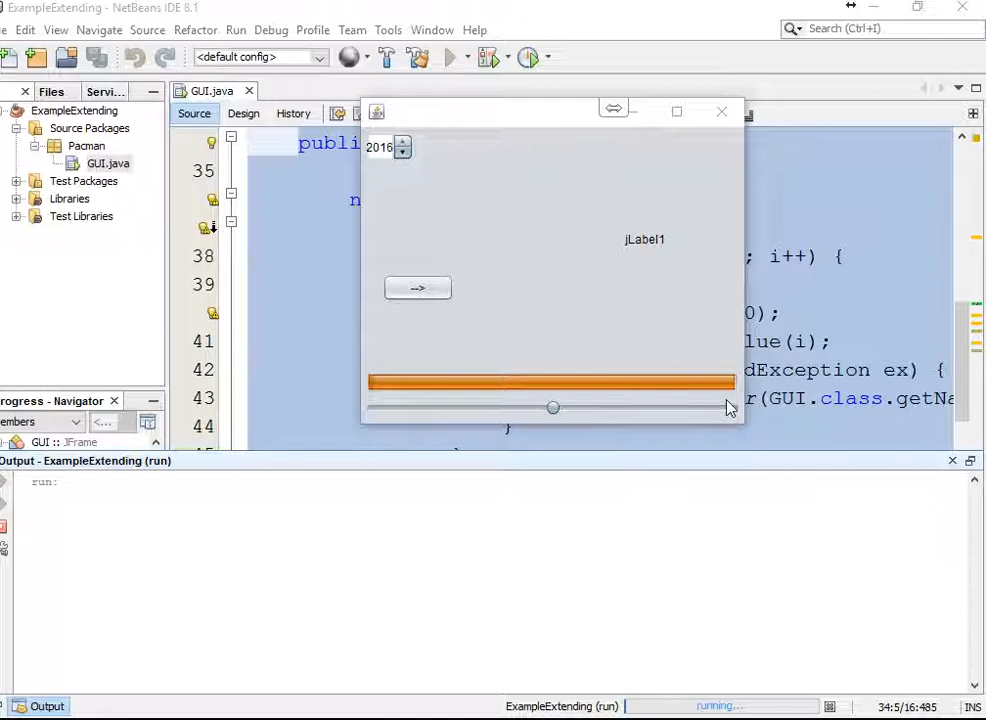 ExampleExtending - NetBeans IDE 8.1
Edit View Navigate Source Refactor Run Debug Profile Team Tools Window Help
Search (Ctrl+I)
<default config>
Files Servi...
GUI.java
Source Design History
ExampleExtending
Source Packages
Pacman
GUI.java
Test Packages
Libraries
Test Libraries
publi
35
n
38 ; i++) {
39
0);
41 lue(i);
42 dException ex) {
43 r(GUI.class.getNa
44 }
2016
jLabel1
-->
rogress - Navigator
embers <...
GUI :: JFrame
Output - ExampleExtending (run)
run:
Output
ExampleExtending (run) running... 34:5/16:485 INS